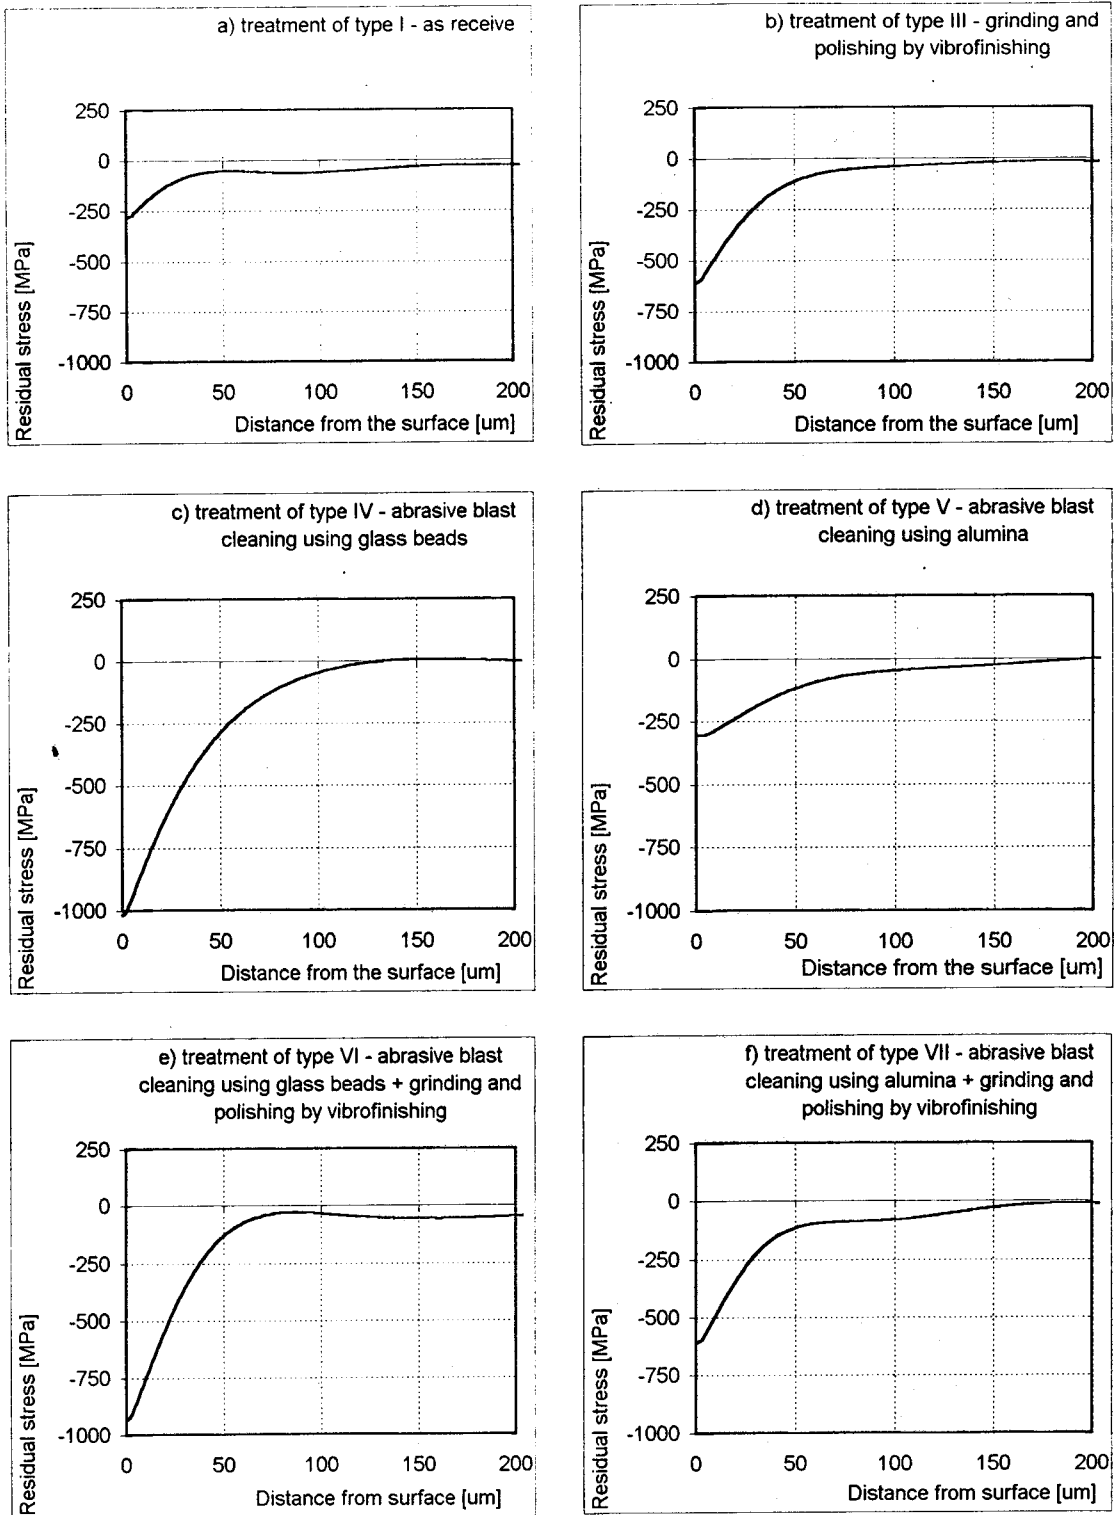 a) treatment of type I - as receive
250
0
-250
-500
-750
-1000
0 50 100 150 200
Residual stress [MPa]
Distance from the surface [um]
b) treatment of type III - grinding and
polishing by vibrofinishing
250
0
-250
-500
-750
-1000
0 50 100 150 200
Residual stress [MPa]
Distance from the surface [um]
c) treatment of type IV - abrasive blast
cleaning using glass beads
250
0
-250
-500
-750
-1000
0 50 100 150 200
Residual stress [MPa]
Distance from the surface [um]
d) treatment of type V - abrasive blast
cleaning using alumina
250
0
-250
-500
-750
-1000
0 50 100 150 200
Residual stress [MPa]
Distance from the surface [um]
e) treatment of type VI - abrasive blast
cleaning using glass beads + grinding and
polishing by vibrofinishing
250
0
-250
-500
-750
-1000
0 50 100 150 200
Residual stress [MPa]
Distance from surface [um]
f) treatment of type VII - abrasive blast
cleaning using alumina + grinding and
polishing by vibrofinishing
250
0
-250
-500
-750
-1000
0 50 100 150 200
Residual stress [MPa]
Distance from surface [um]